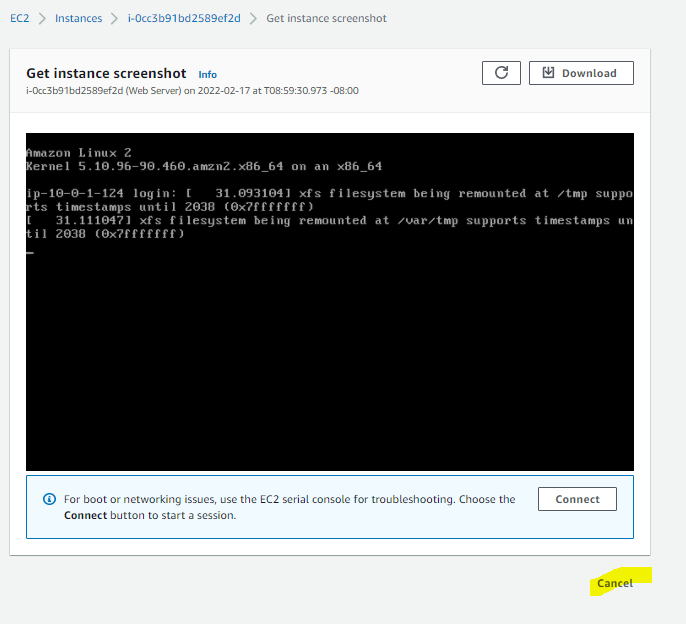 EC2 > Instances > i-0cc3b91bd2589ef2d > Get instance screenshot
Get instance screenshot Info
Download
i-0cc3b91bd2589ef2d (Web Server) on 2022-02-17 at T08:59:30.973 -08:00
Amazon Linux 2
Kernel 5.10.96-90.460.amzn2.x86_64 on an x86_64
ip-10-0-1-124 login: [   31.093104] xfs filesystem being remounted at /tmp suppo
rts timestamps until 2038 (0x7fffffff)
[   31.111047] xfs filesystem being remounted at /var/tmp supports timestamps un
til 2038 (0x7fffffff)
For boot or networking issues, use the EC2 serial console for troubleshooting. Choose the
Connect button to start a session.
Connect
Cancel